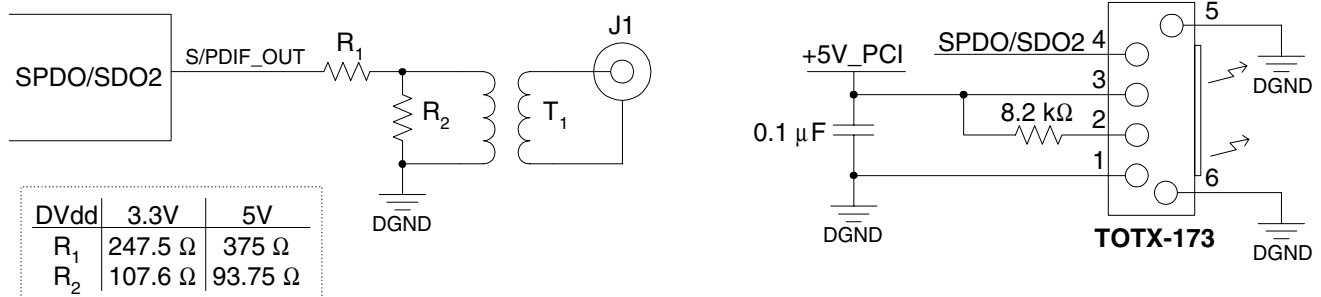 SPDO/SDO2
S/PDIF_OUT
R1
R2
T1
J1
DGND
DVdd 3.3V 5V
R1 247.5 Ω 375 Ω
R2 107.6 Ω 93.75 Ω
+5V_PCI
SPDO/SDO2
4
3
2
1
5
6
8.2 kΩ
0.1 µF
DGND
DGND
DGND
TOTX-173